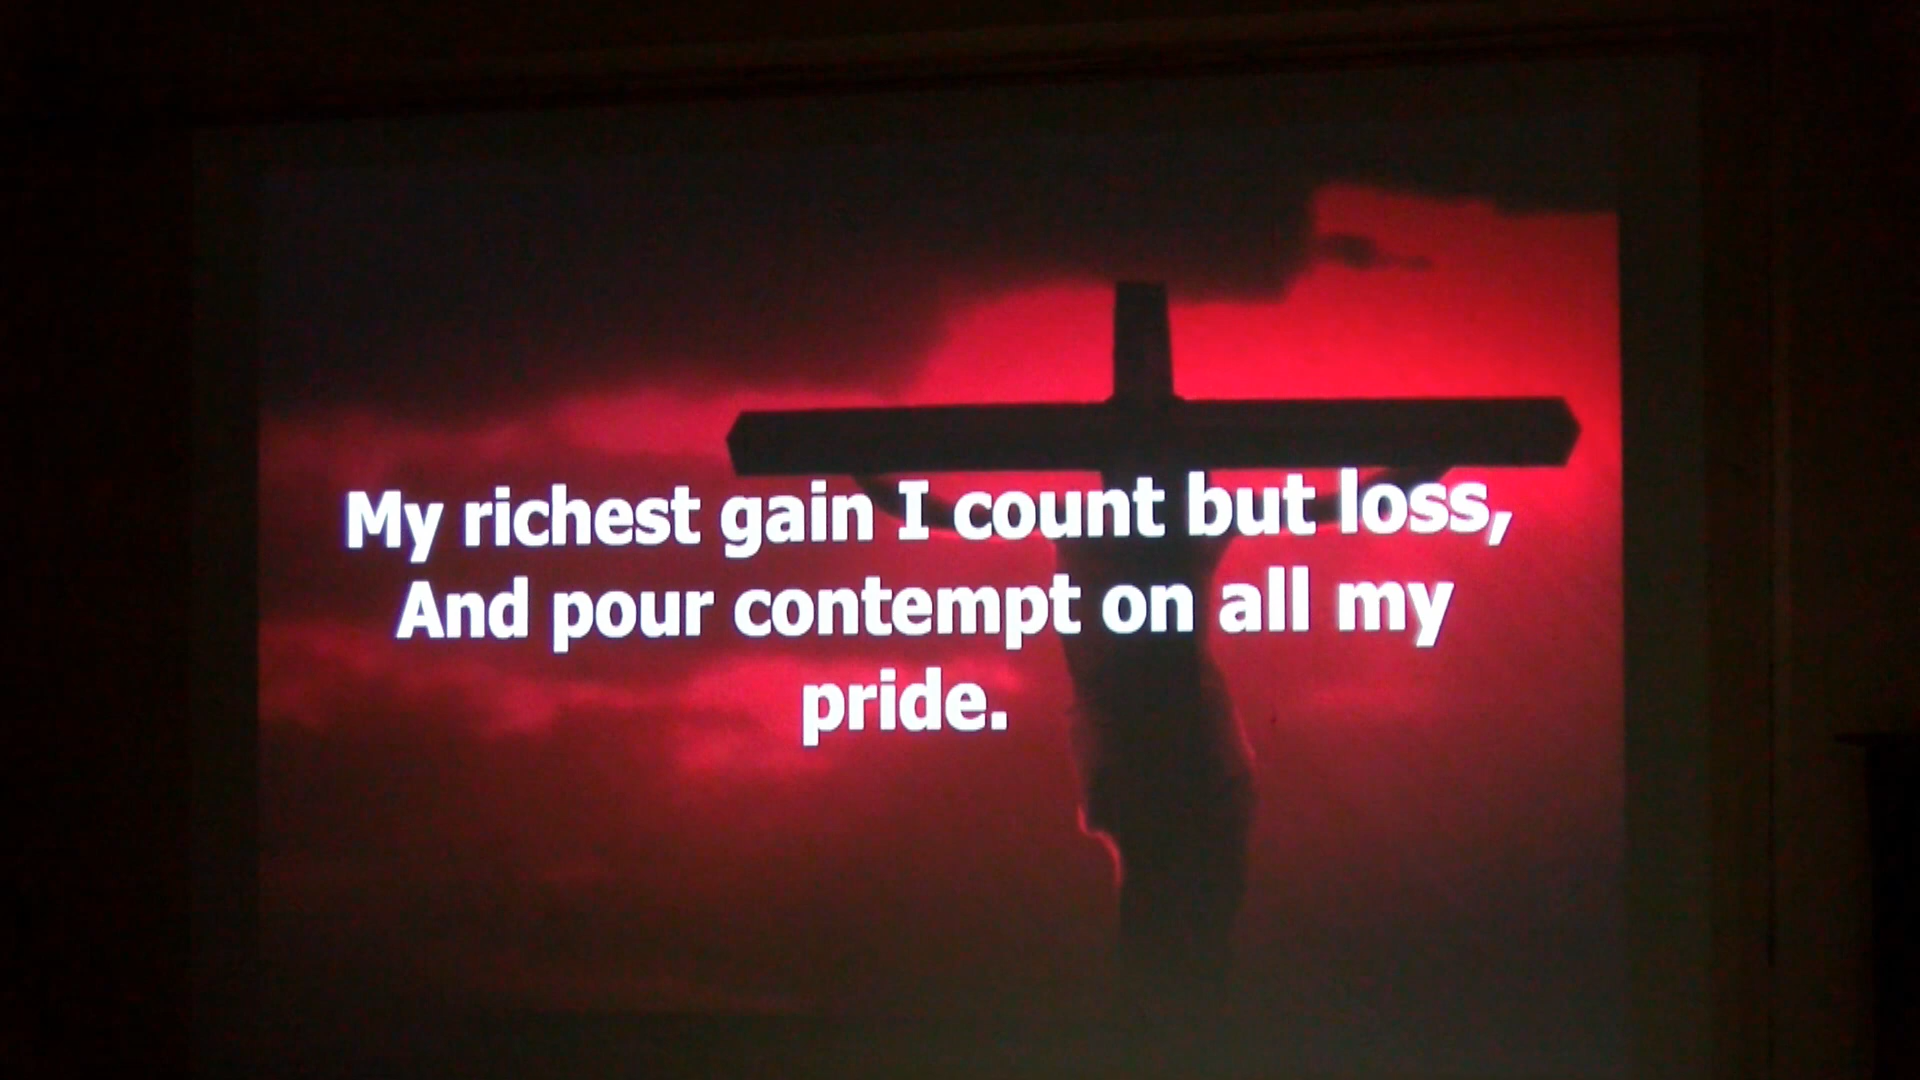 My richest gain I count but loss,
And pour contempt on all my
pride.